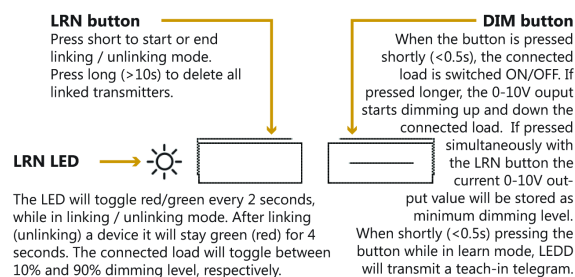 LRN button
Press short to start or end
linking / unlinking mode.
Press long (>10s) to delete all
linked transmitters.
DIM button
When the button is pressed
shortly (<0.5s), the connected
load is switched ON/OFF. If
pressed longer, the 0-10V ouput
starts dimming up and down the
connected load. If pressed
simultaneously with
the LRN button the
current 0-10V out-
put value will be stored as
minimum dimming level.
When shortly (<0.5s) pressing the
button while in learn mode, LEDD
will transmit a teach-in telegram.
LRN LED
The LED will toggle red/green every 2 seconds,
while in linking / unlinking mode. After linking
(unlinking) a device it will stay green (red) for 4
seconds. The connected load will toggle between
10% and 90% dimming level, respectively.